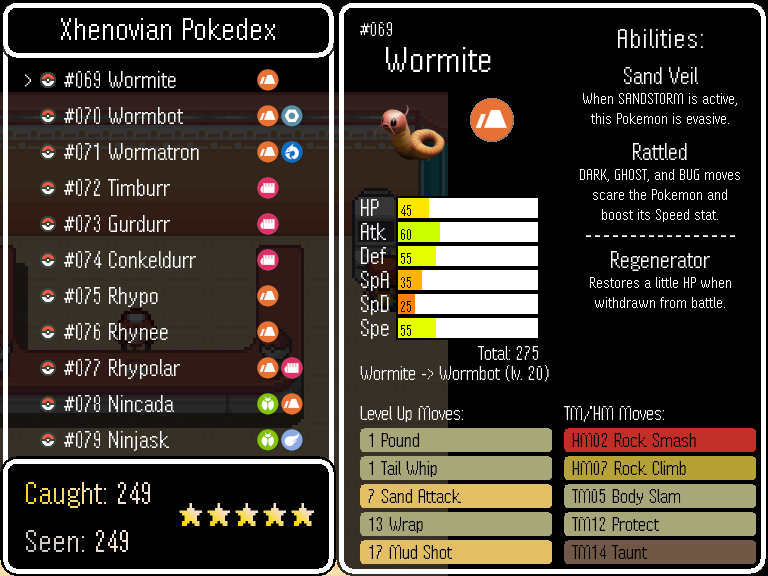 Xhenovian Pokedex
> #069 Wormite
#070 Wormbot
#071 Wormatron
#072 Timburr
#073 Gurdurr
#074 Conkeldurr
#075 Rhypo
#076 Rhynee
#077 Rhypolar
#078 Nincada
#079 Ninjask
Caught: 249
Seen: 249
#069
Wormite
HP 45
Atk 60
Def 55
SpA 35
SpD 25
Spe 55
Total: 275
Wormite -> Wormbot (lv. 20)
Abilities:
Sand Veil
When SANDSTORM is active,
this Pokemon is evasive.
Rattled
DARK, GHOST, and BUG moves
scare the Pokemon and
boost its Speed stat.
----------------
Regenerator
Restores a little HP when
withdrawn from battle.
Level Up Moves:
1 Pound
1 Tail Whip
7 Sand Attack
13 Wrap
17 Mud Shot
TM/HM Moves:
HM02 Rock Smash
HM07 Rock Climb
TM05 Body Slam
TM12 Protect
TM14 Taunt